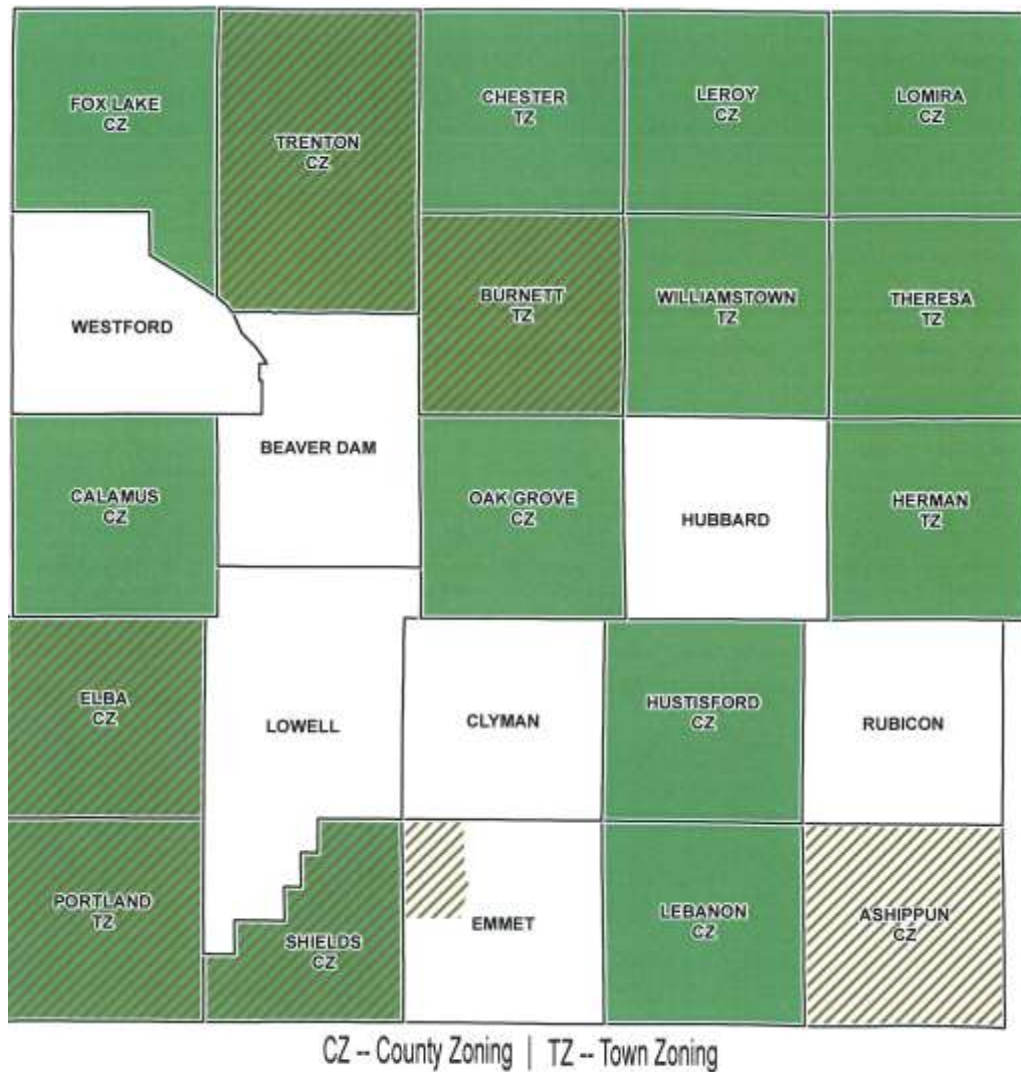 FOX LAKE
CZ
TRENTON
CZ
CHESTER
TZ
LEROY
CZ
LOMIRA
CZ
WESTFORD
BURNETT
TZ
WILLIAMSTOWN
TZ
THERESA
TZ
CALAMUS
CZ
BEAVER DAM
OAK GROVE
CZ
HUBBARD
HERMAN
TZ
ELBA
CZ
LOWELL
CLYMAN
HUSTISFORD
CZ
RUBICON
PORTLAND
TZ
SHIELDS
CZ
EMMET
LEBANON
CZ
ASHIPPUN
CZ
CZ -- County Zoning | TZ -- Town Zoning